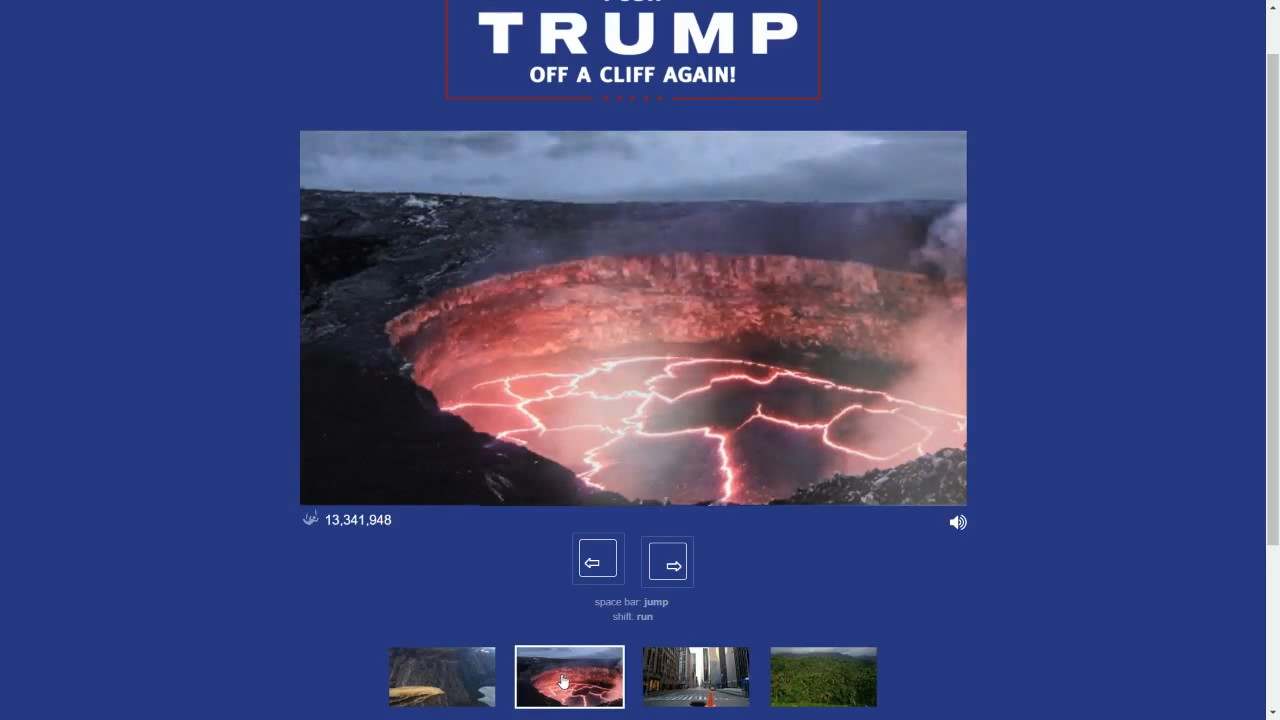 TRUMP
OFF A CLIFF AGAIN!
13,341,948
space bar: jump
shift: run